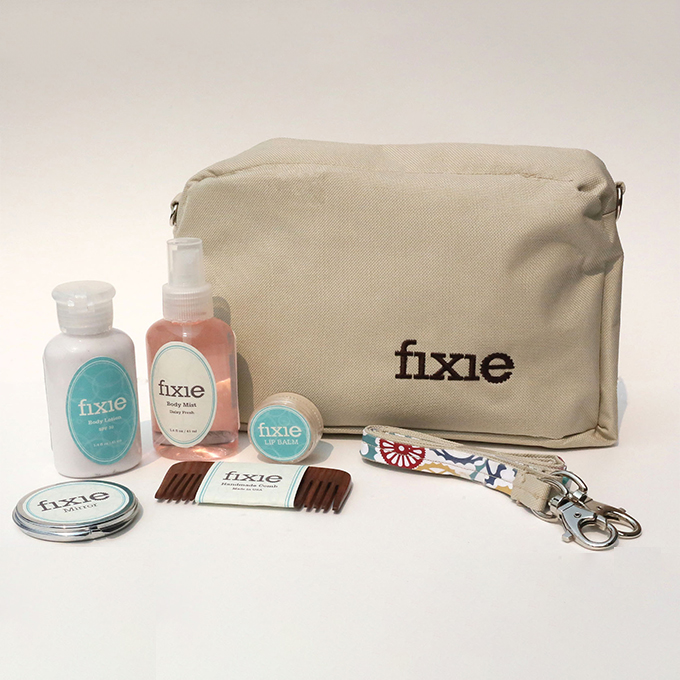 fixie
fixie
Body Lotion
fixie
Body Mist
Daisy Fresh
fixie
LIP BALM
fixie
Handmade Comb
Made in USA
fixie
Mirror